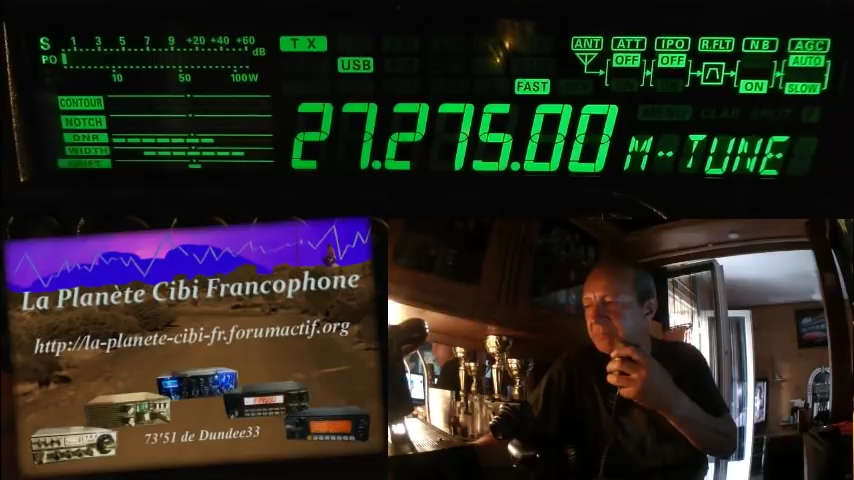 S 1 3 5 7 9 +20 +40 +60 dB
PO 10 50 100W
TX
USB
FAST
ANT ATT IPO R.FLT NB AGC
OFF OFF AUTO
ON SLOW
CONTOUR
NOTCH
DNR
WIDTH
SHIFT
27.275.00 M--TUNE
La Planète Cibi Francophone
http://la-planete-cibi-fr.forumactif.org
73'51 de Dundee33